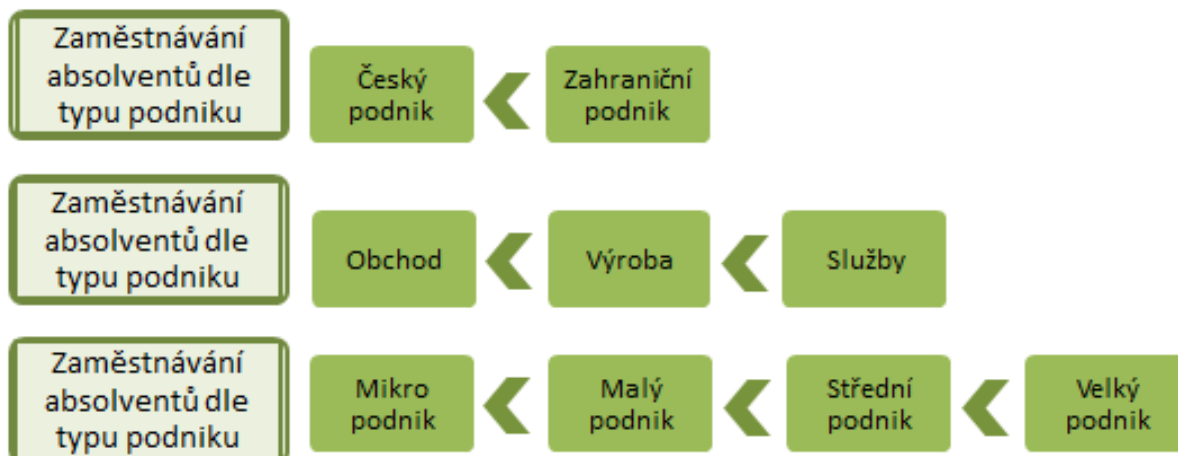 Zaměstnávání
absolventů dle
typu podniku
Český
podnik
Zahraniční
podnik
Zaměstnávání
absolventů dle
typu podniku
Obchod
Výroba
Služby
Zaměstnávání
absolventů dle
typu podniku
Mikro
podnik
Malý
podnik
Střední
podnik
Velký
podnik